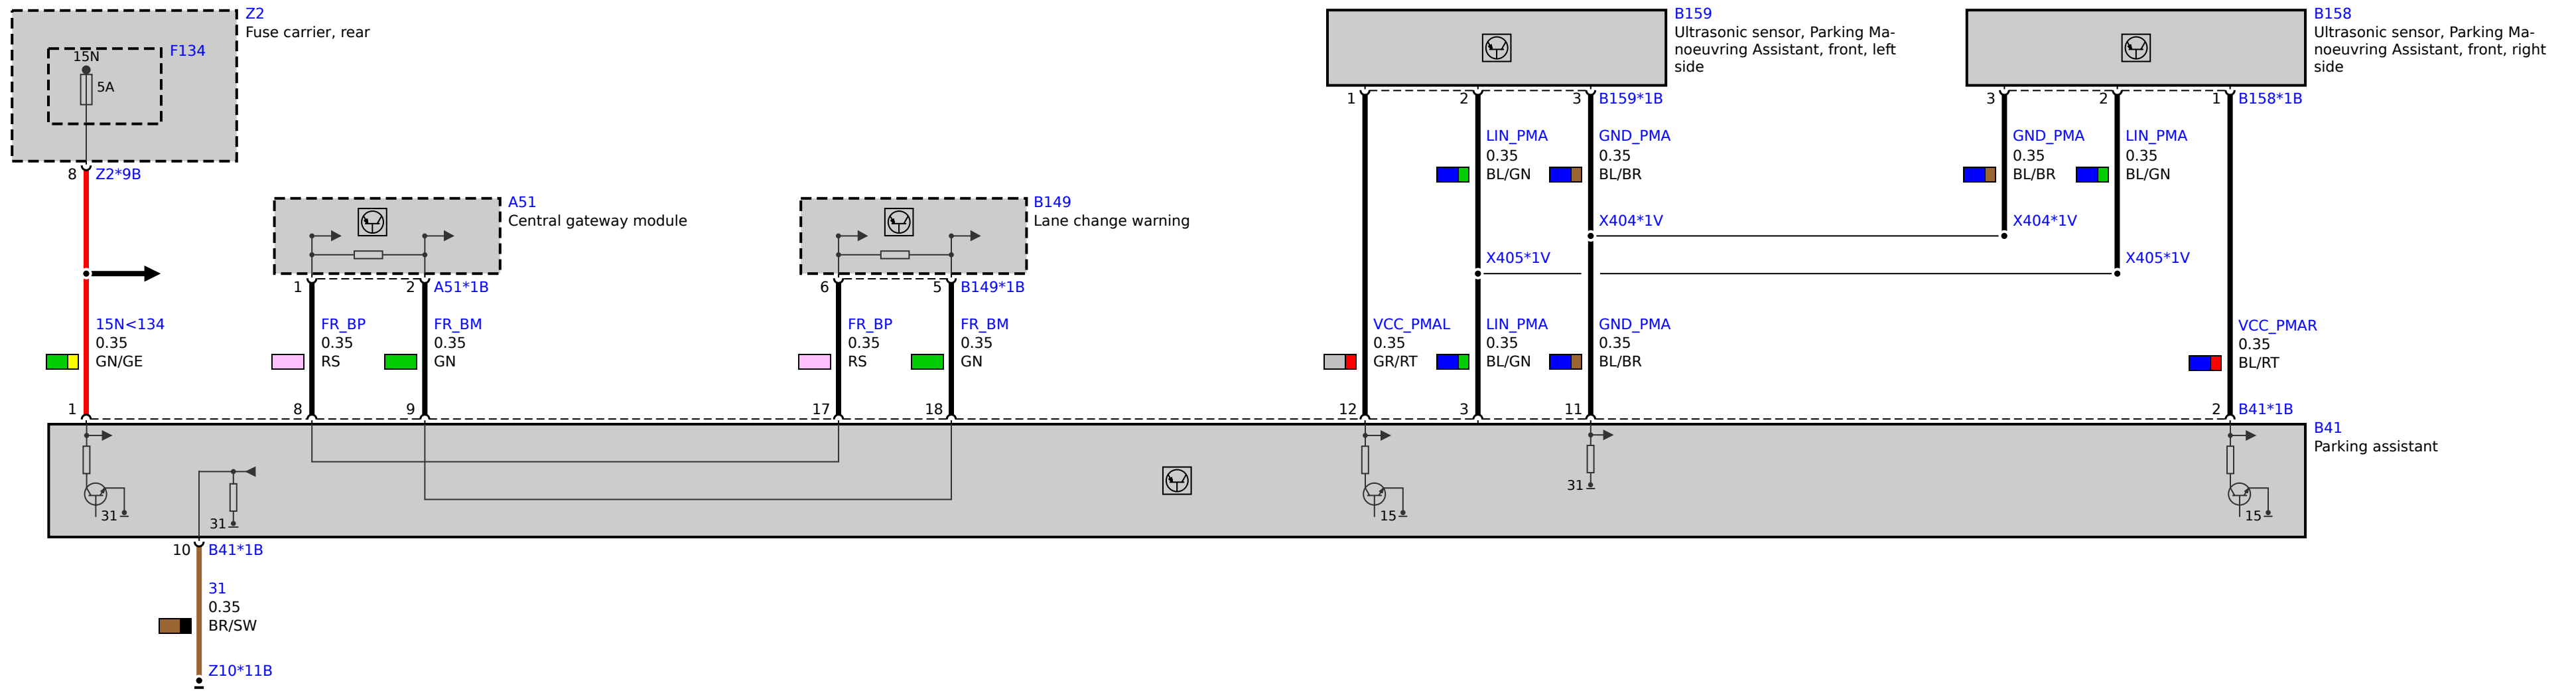 Z2
Fuse carrier, rear
F134
15N
5A
8
Z2*9B
A51
Central gateway module
B149
Lane change warning
B159
Ultrasonic sensor, Parking Ma-
noeuvring Assistant, front, left
side
B158
Ultrasonic sensor, Parking Ma-
noeuvring Assistant, front, right
side
1
2
3
B159*1B
3
2
1
B158*1B
LIN_PMA
0.35
BL/GN
GND_PMA
0.35
BL/BR
GND_PMA
0.35
BL/BR
LIN_PMA
0.35
BL/GN
X404*1V
X404*1V
X405*1V
X405*1V
1
2
A51*1B
6
5
B149*1B
15N<134
0.35
GN/GE
FR_BP
0.35
RS
FR_BM
0.35
GN
FR_BP
0.35
RS
FR_BM
0.35
GN
VCC_PMAL
0.35
GR/RT
LIN_PMA
0.35
BL/GN
GND_PMA
0.35
BL/BR
VCC_PMAR
0.35
BL/RT
1
8
9
17
18
12
3
11
2
B41*1B
B41
Parking assistant
31
31
15
31
15
10
B41*1B
31
0.35
BR/SW
Z10*11B